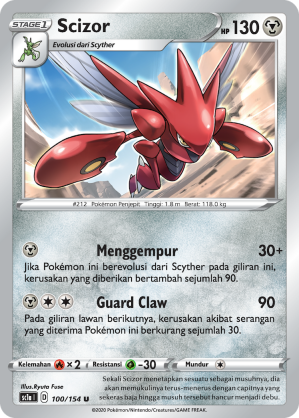 STAGE 1
Scizor
HP 130
Evolusi dari Scyther
#212 Pokémon Penjepit Tinggi: 1.8 m Berat: 118.0 kg
Menggempur 30+
Jika Pokémon ini berevolusi dari Scyther pada giliran ini,
kerusakan yang diberikan bertambah sejumlah 90.
Guard Claw 90
Pada giliran lawan berikutnya, kerusakan akibat serangan
yang diterima Pokémon ini berkurang sejumlah 30.
Kelemahan × 2 Resistansi -30 Mundur
Illus. Ryuta Fuse
sc1a I D 100/154 U
Sekali Scizor menetapkan sesuatu sebagai musuh, dia
akan memukulinya terus-menerus dengan capitnya
yang sekeras baja hingga musuh tersebut hancur menjadi debu.
©2020 Pokémon/Nintendo/Creatures/GAME FREAK.